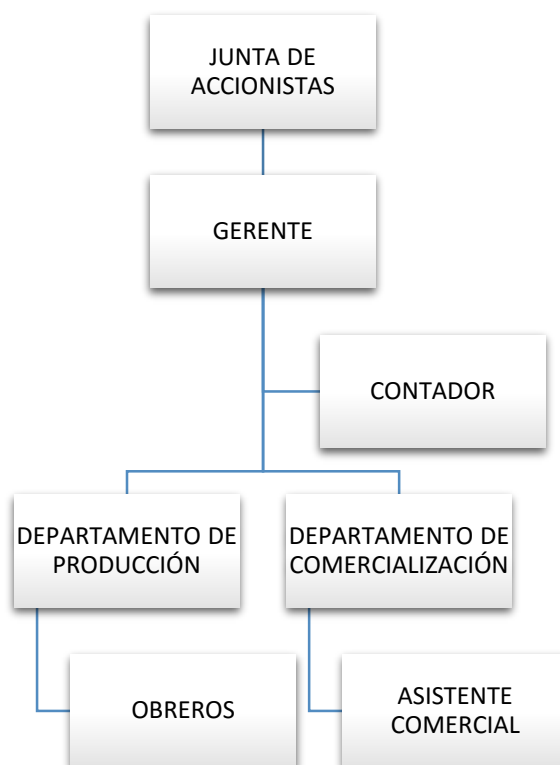 JUNTA DE
ACCIONISTAS
GERENTE
CONTADOR
DEPARTAMENTO DE
PRODUCCIÓN
DEPARTAMENTO DE
COMERCIALIZACIÓN
OBREROS
ASISTENTE
COMERCIAL